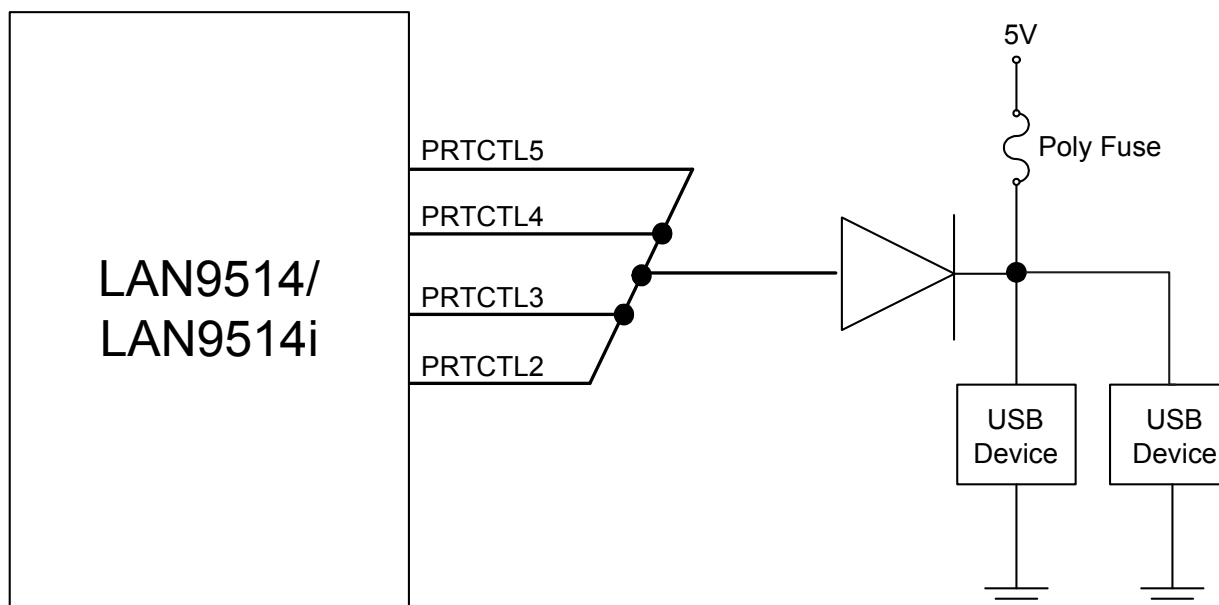 5V
Poly Fuse
PRTCTL5
PRTCTL4
PRTCTL3
PRTCTL2
LAN9514/
LAN9514i
USB
Device
USB
Device